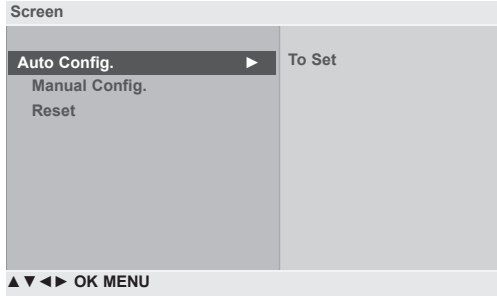 Screen
Auto Config. ► To Set
Manual Config.
Reset
▲▼◄► OK MENU